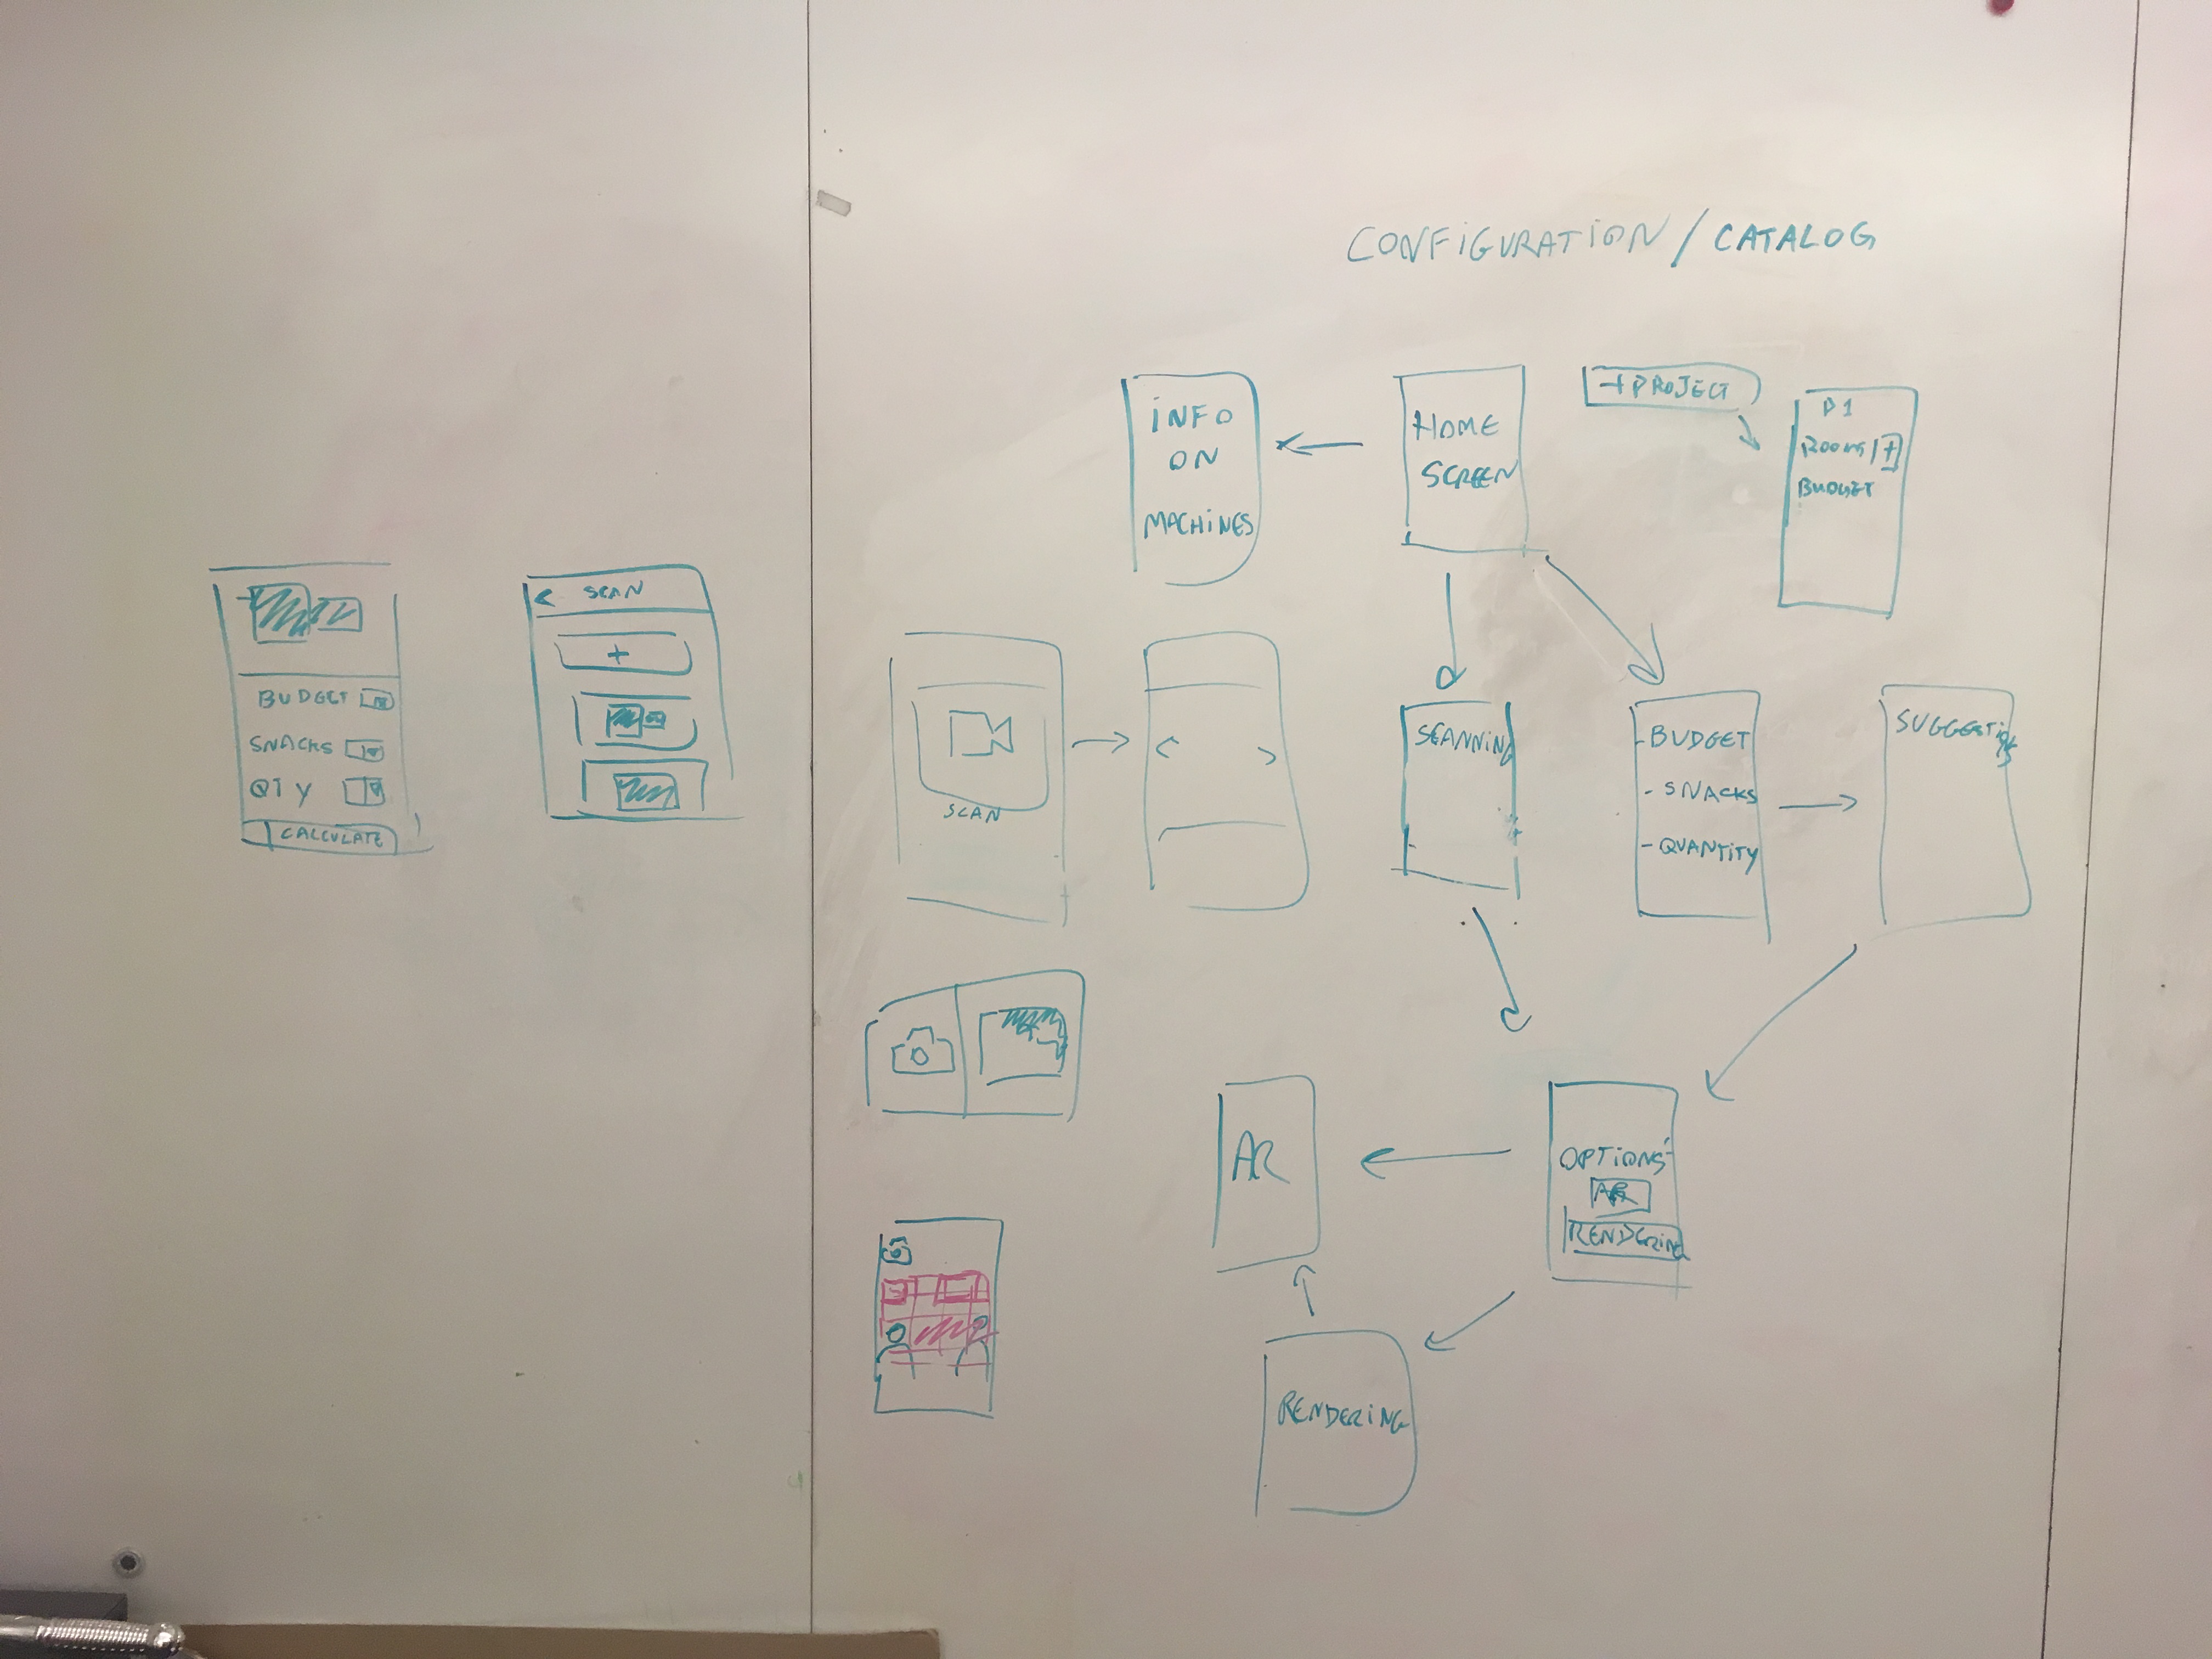 CONFIGURATION / CATALOG
INFO
ON
MACHINES
HOME
SCREEN
+ PROJECT
P1
ROOMS +
BUDGET
BUDGET
SNACKS
QTY
CALCULATE
< SCAN
+
SCAN
< >
SCANNING
- BUDGET
- SNACKS
- QUANTITY
SUGGESTIONS
AR
OPTIONS
AR
RENDERING
RENDERING